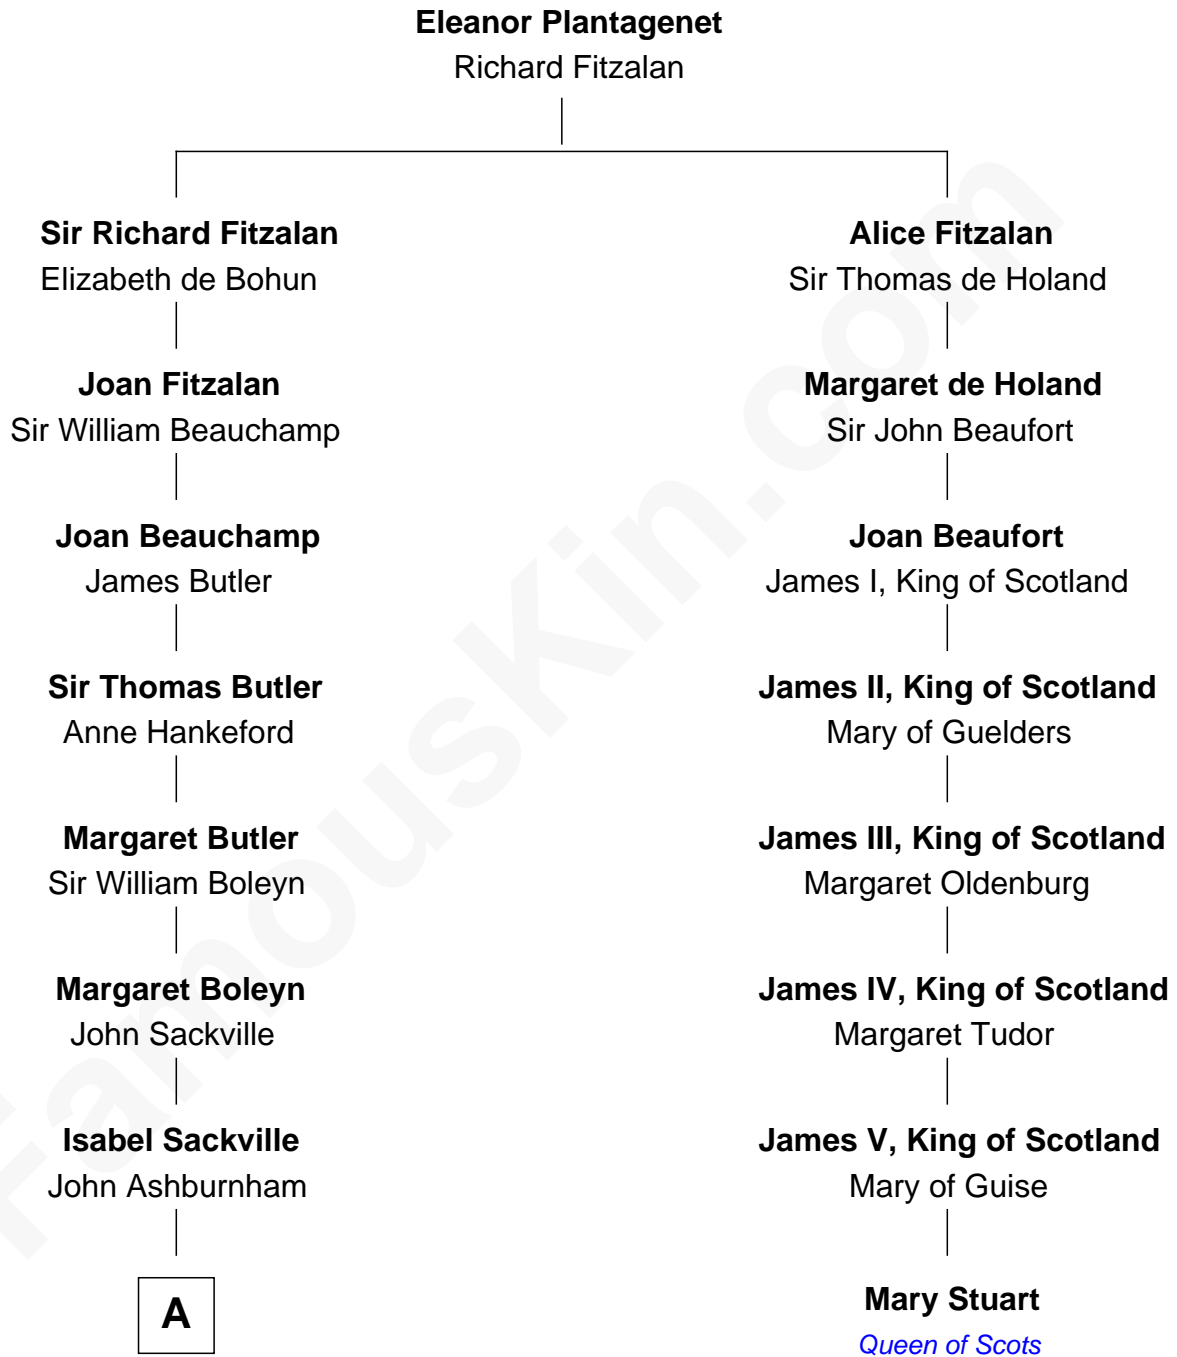 Eleanor Plantagenet
Richard Fitzalan
Sir Richard Fitzalan
Elizabeth de Bohun
Alice Fitzalan
Sir Thomas de Holand
Joan Fitzalan
Sir William Beauchamp
Margaret de Holand
Sir John Beaufort
Joan Beauchamp
James Butler
Joan Beaufort
James I, King of Scotland
Sir Thomas Butler
Anne Hankeford
James II, King of Scotland
Mary of Guelders
Margaret Butler
Sir William Boleyn
James III, King of Scotland
Margaret Oldenburg
Margaret Boleyn
John Sackville
James IV, King of Scotland
Margaret Tudor
Isabel Sackville
John Ashburnham
James V, King of Scotland
Mary of Guise
A
Mary Stuart
Queen of Scots
FamousKin.com